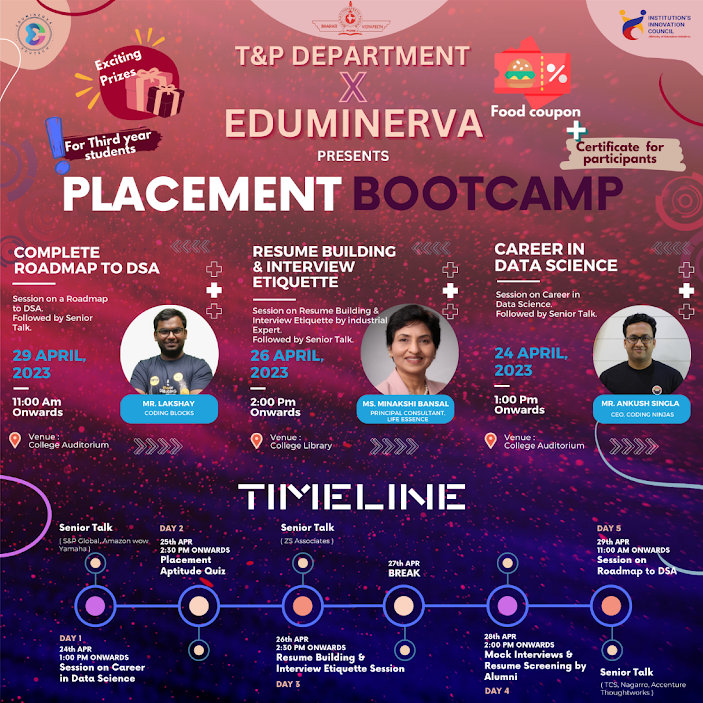 EDUMINERVA
EDUTECH
BHARATI VIDYAPEETH
PUNE
INSTITUTION'S
INNOVATION
COUNCIL
Exciting
Prizes
T&P DEPARTMENT
X
EDUMINERVA
PRESENTS
%
Food coupon
+
For Third year
students
Certificate for
participants
PLACEMENT BOOTCAMP
COMPLETE
ROADMAP TO DSA
Session on a Roadmap
to DSA.
Followed by Senior
Talk.
29 APRIL,
2023
11:00 Am
Onwards
MR. LAKSHAY
CODING BLOCKS
Venue :
College Auditorium
RESUME BUILDING
& INTERVIEW
ETIQUETTE
Session on Resume Building &
Interview Etiquette by industrial
Expert.
Followed by Senior Talk.
26 APRIL,
2023
2:00 Pm
Onwards
MS. MINAKSHI BANSAL
PRINCIPAL CONSULTANT,
LIFE ESSENCE
Venue :
College Library
CAREER IN
DATA SCIENCE
Session on Career in
Data Science.
Followed by Senior Talk.
24 APRIL,
2023
1:00 Pm
Onwards
MR. ANKUSH SINGLA
CEO, CODING NINJAS
Venue :
College Auditorium
TIMELINE
Senior Talk
( S&P Global, Amazon wow,
Yamaha )
DAY 1
24th APR
1:00 PM ONWARDS
Session on Career
in Data Science
DAY 2
25th APR
2:30 PM ONWARDS
Placement
Aptitude Quiz
Senior Talk
( ZS Associates )
26th APR
2:30 PM ONWARDS
Resume Building &
Interview Etiquette Session
DAY 3
27th APR
BREAK
28th APR
2:00 PM ONWARDS
Mock Interviews &
Resume Screening by
Alumni
DAY 4
DAY 5
29th APR
11:00 AM ONWARDS
Session on
Roadmap to DSA
Senior Talk
( TCS, Nagarro, Accenture
Thoughtworks )